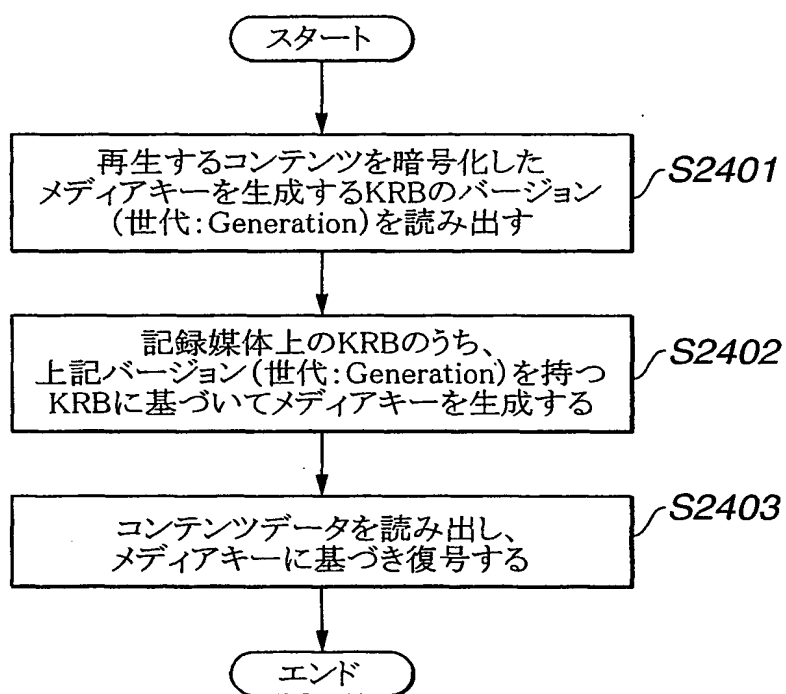 スタート
再生するコンテンツを暗号化した
メディアキーを生成するKRBのバージョン
(世代:Generation)を読み出す
S2401
記録媒体上のKRBのうち、
上記バージョン(世代:Generation)を持つ
KRBに基づいてメディアキーを生成する
S2402
コンテンツデータを読み出し、
メディアキーに基づき復号する
S2403
エンド